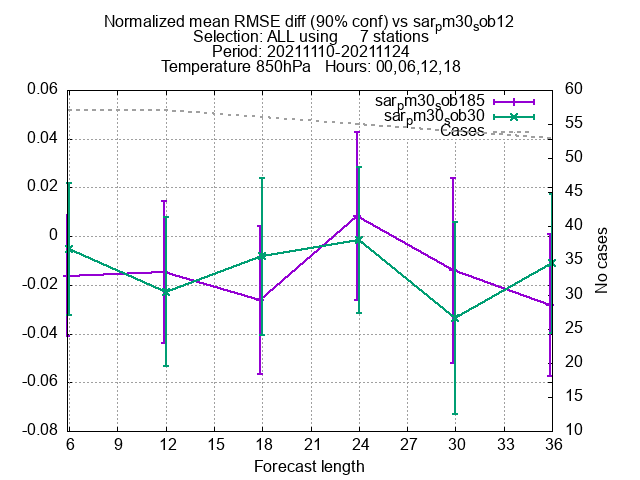 Normalized mean RMSE diff (90% conf) vs sarpm30sob12
Selection: ALL using 7 stations
Period: 20211110-20211124
Temperature 850hPa Hours: 00,06,12,18
sarpm30sob185
sarpm30sob30
Cases
0.06
0.04
0.02
0
-0.02
-0.04
-0.06
-0.08
60
55
50
45
40
35
30
25
20
15
10
No cases
6 9 12 15 18 21 24 27 30 33 36
Forecast length